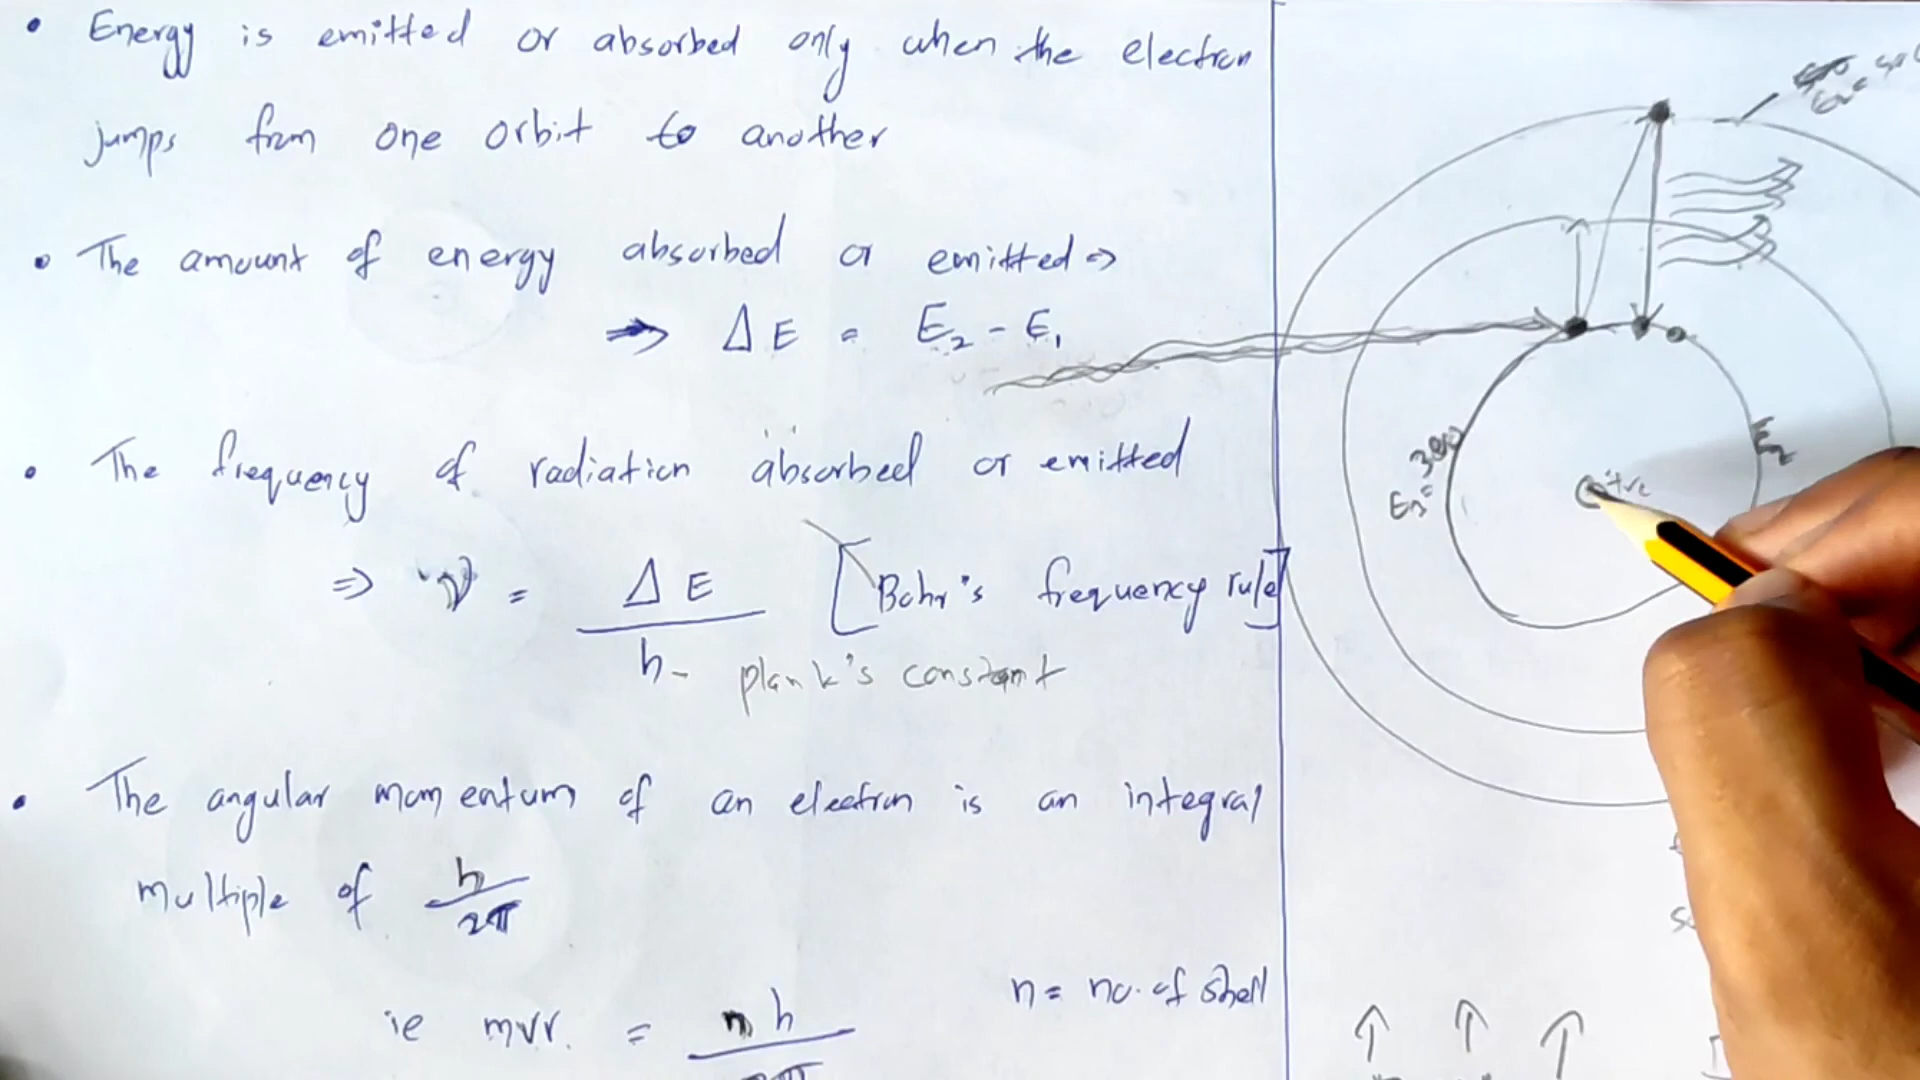 • Energy is emitted or absorbed only when the electron
jumps from one orbit to another
• The amount of energy absorbed or emitted ⇒
⇒ ΔE = E₂ - E₁
• The frequency of radiation absorbed or emitted
⇒ ν = ΔE / h - plank's constant [Bohr's frequency rule]
• The angular momentum of an electron is an integral
multiple of h / 2π
n = no. of shell
ie mvr. = nh / 2π
+ve